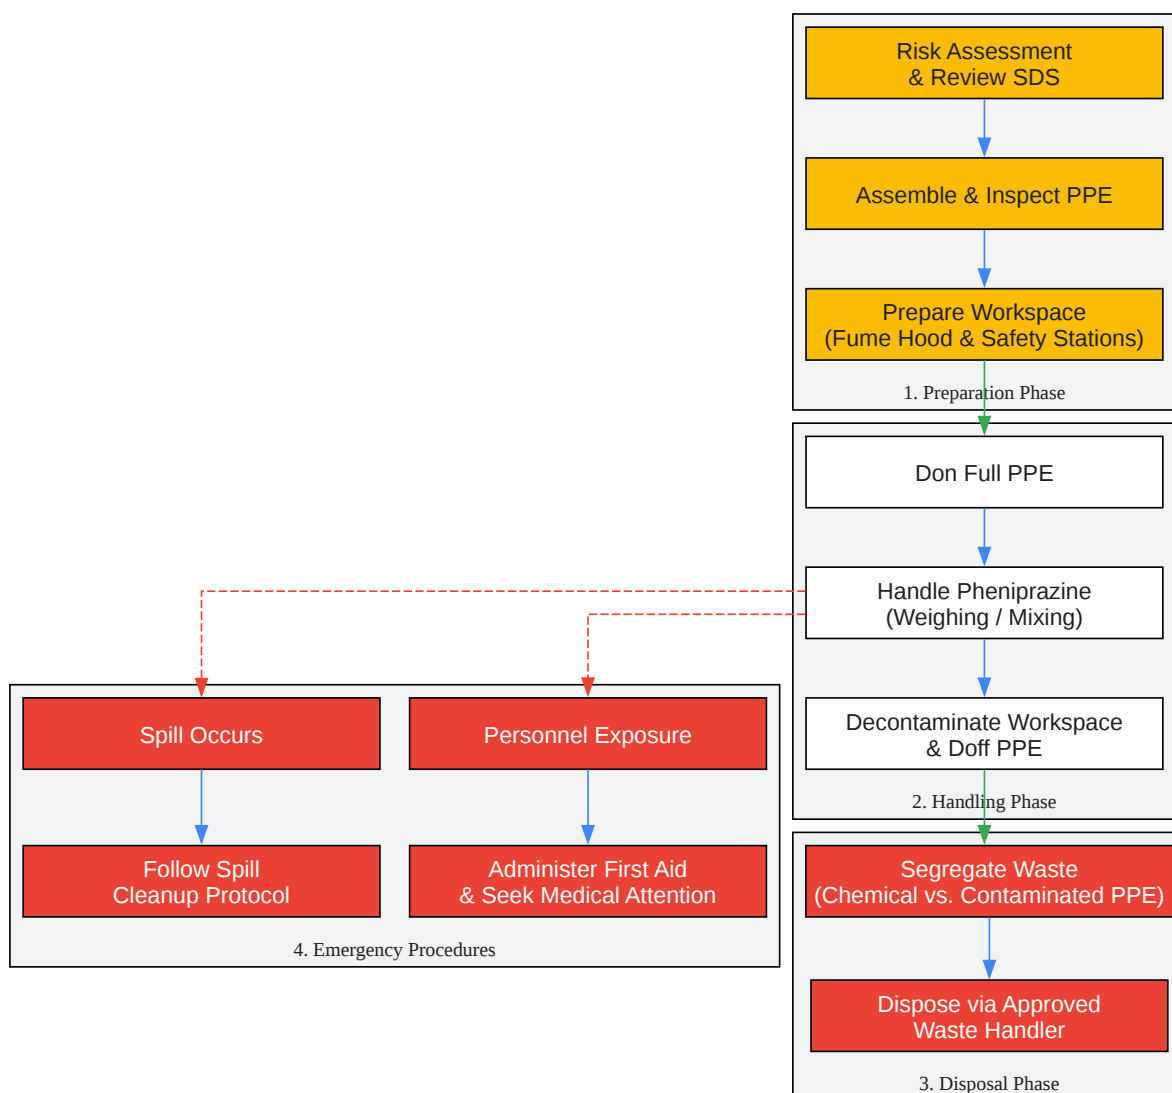 Risk Assessment
& Review SDS
Assemble & Inspect PPE
Prepare Workspace
(Fume Hood & Safety Stations)
1. Preparation Phase
Don Full PPE
Handle Pheniprazine
(Weighing / Mixing)
Decontaminate Workspace
& Doff PPE
2. Handling Phase
Spill Occurs
Personnel Exposure
Follow Spill
Cleanup Protocol
Administer First Aid
& Seek Medical Attention
4. Emergency Procedures
Segregate Waste
(Chemical vs. Contaminated PPE)
Dispose via Approved
Waste Handler
3. Disposal Phase